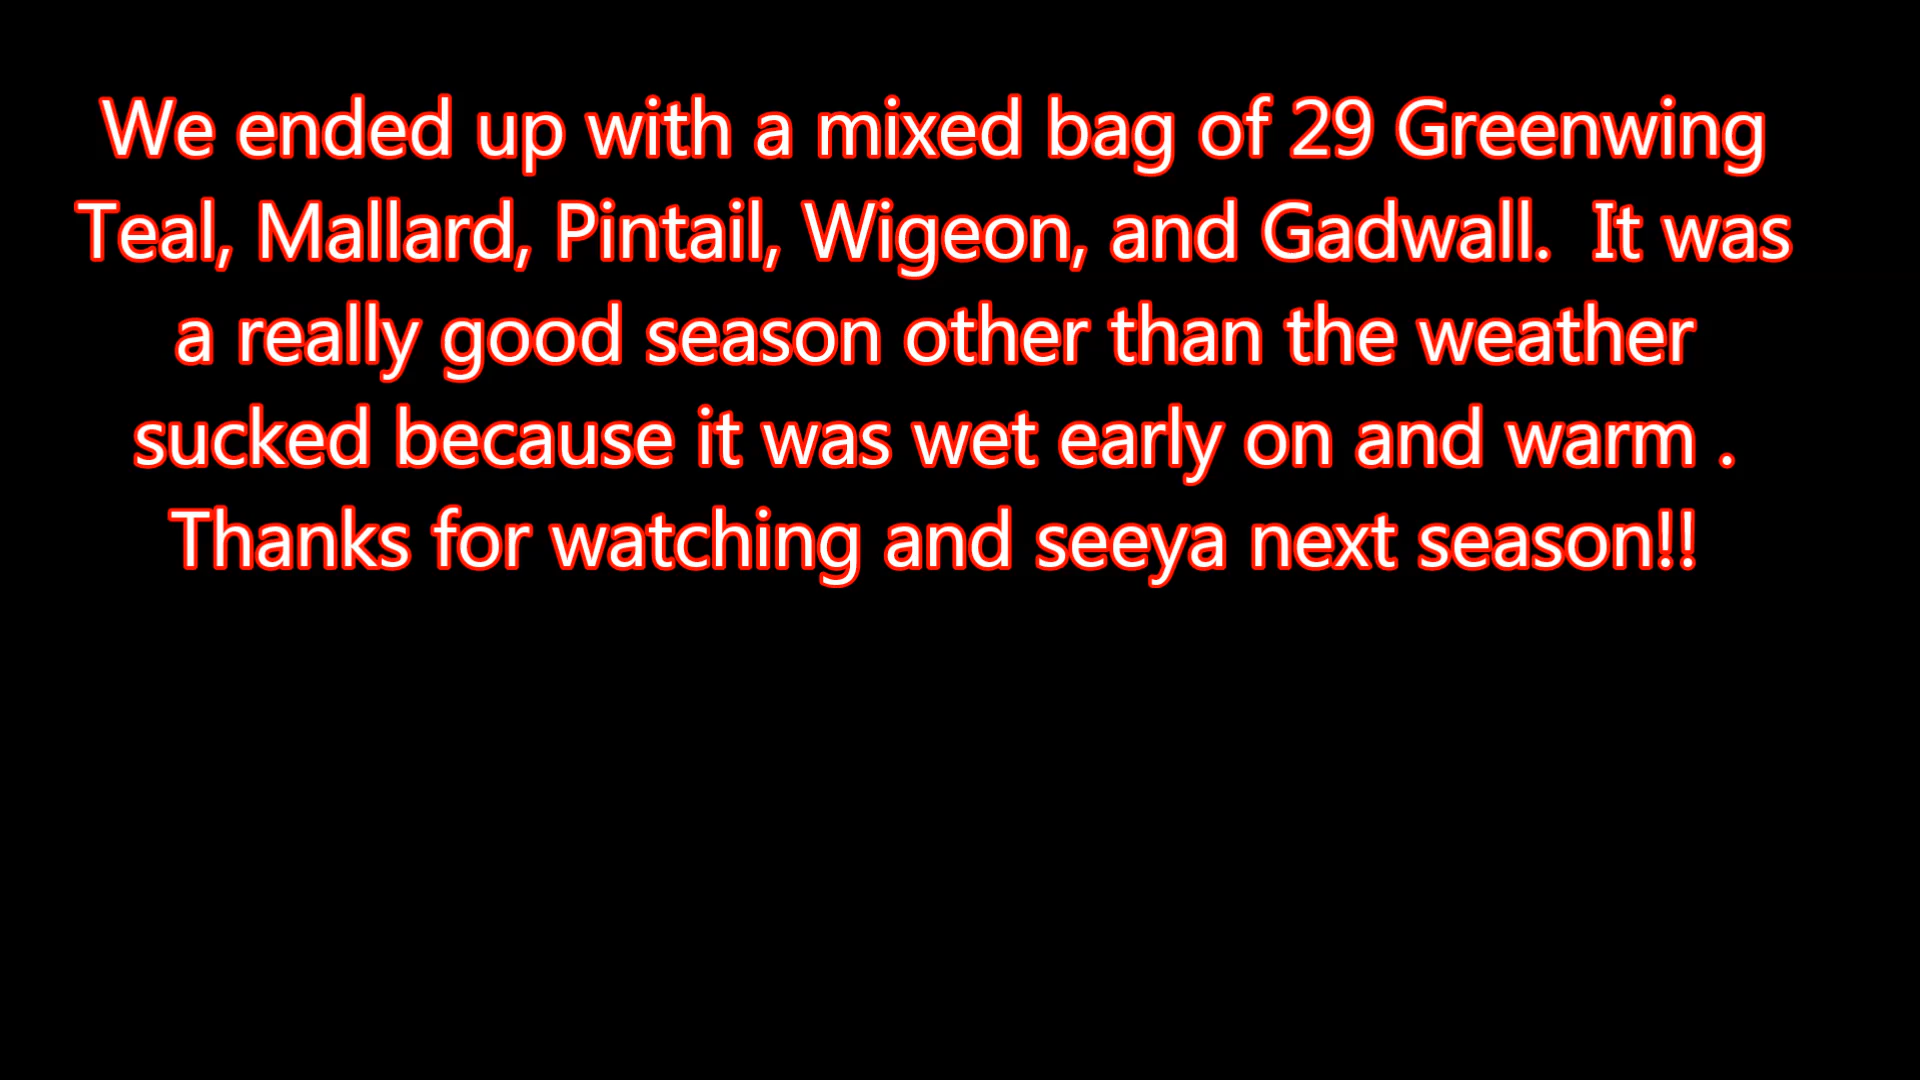 We ended up with a mixed bag of 29 Greenwing
Teal, Mallard, Pintail, Wigeon, and Gadwall.  It was
a really good season other than the weather
sucked because it was wet early on and warm .
Thanks for watching and seeya next season!!